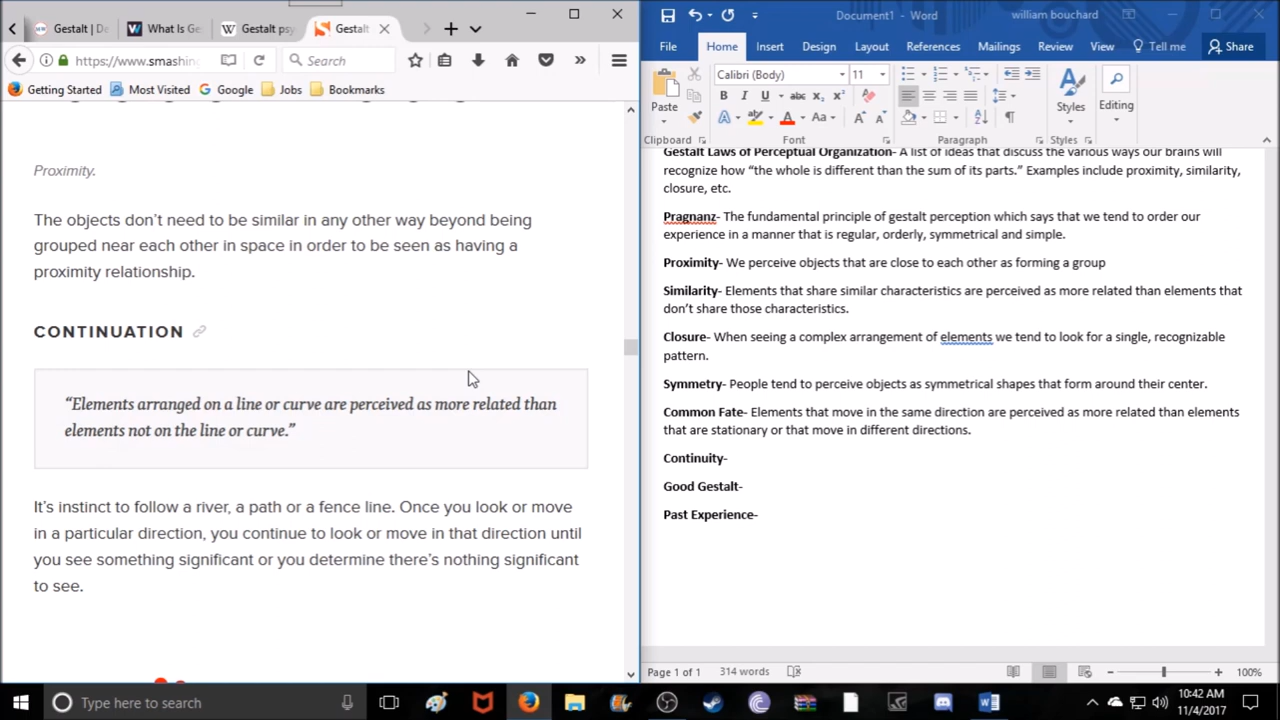 Gestalt | De
What Is Ge
Gestalt psy
Gestalt
https://www.smashing
Search
Getting Started
Most Visited
Google
Jobs
Bookmarks
Proximity.
The objects don't need to be similar in any other way beyond being
grouped near each other in space in order to be seen as having a
proximity relationship.
CONTINUATION
“Elements arranged on a line or curve are perceived as more related than
elements not on the line or curve.”
It's instinct to follow a river, a path or a fence line. Once you look or move
in a particular direction, you continue to look or move in that direction until
you see something significant or you determine there's nothing significant
to see.
Document1 - Word
william bouchard
File
Home
Insert
Design
Layout
References
Mailings
Review
View
Tell me
Share
Calibri (Body)
11
Paste
Styles
Editing
Clipboard
Font
Paragraph
Styles
Gestalt Laws of Perceptual Organization- A list of ideas that discuss the various ways our brains will
recognize how “the whole is different than the sum of its parts.” Examples include proximity, similarity,
closure, etc.
Pragnanz- The fundamental principle of gestalt perception which says that we tend to order our
experience in a manner that is regular, orderly, symmetrical and simple.
Proximity- We perceive objects that are close to each other as forming a group
Similarity- Elements that share similar characteristics are perceived as more related than elements that
don't share those characteristics.
Closure- When seeing a complex arrangement of elements we tend to look for a single, recognizable
pattern.
Symmetry- People tend to perceive objects as symmetrical shapes that form around their center.
Common Fate- Elements that move in the same direction are perceived as more related than elements
that are stationary or that move in different directions.
Continuity-
Good Gestalt-
Past Experience-
Page 1 of 1
314 words
100%
Type here to search
10:42 AM
11/4/2017